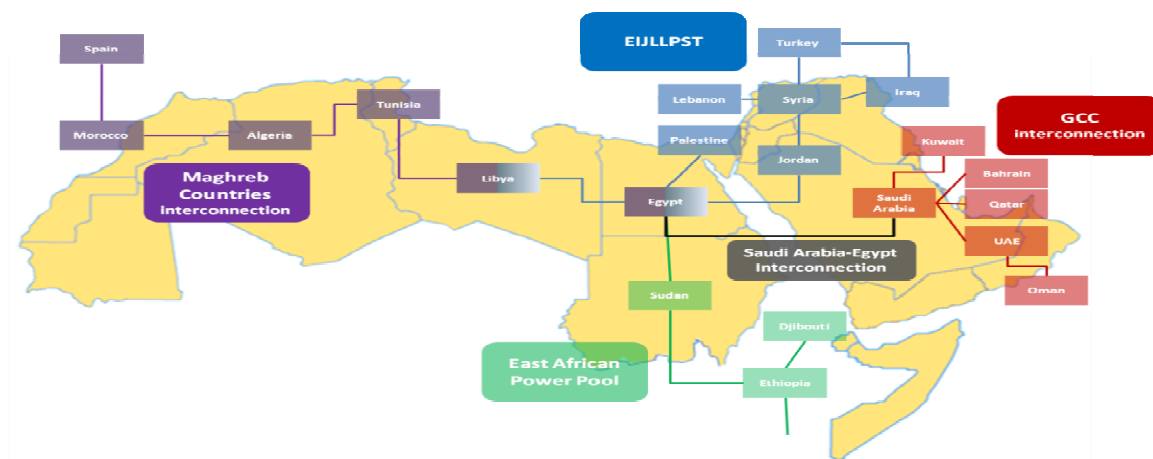 EIJLLPST
Turkey
Spain
Syria
Iraq
Lebanon
Tunisia
GCC
interconnection
Morocco
Algeria
Palestine
Kuwait
Jordan
Bahrain
Maghreb
Countries
Interconnection
Libya
Egypt
Saudi
Arabia
Qatar
UAE
Saudi Arabia-Egypt
Interconnection
Sudan
Oman
Djibouti
East African
Power Pool
Ethiopia